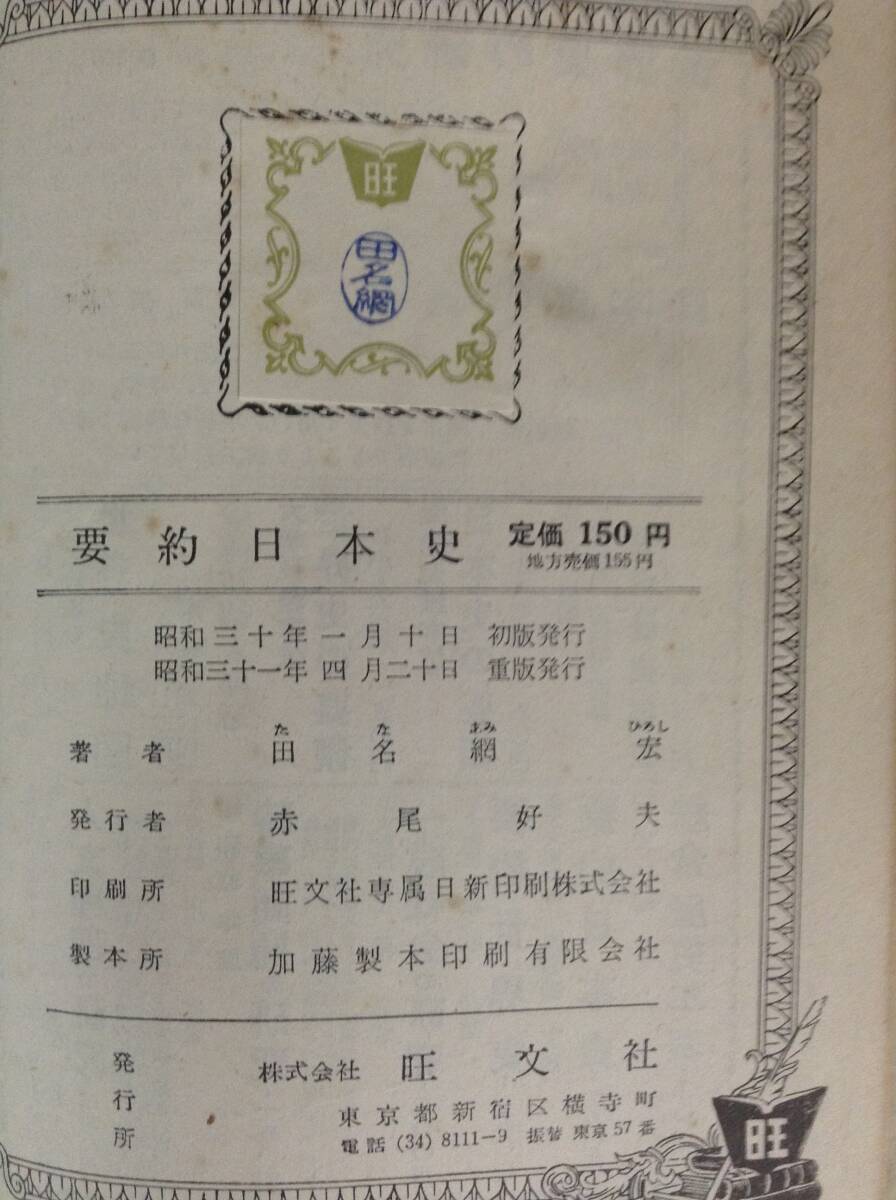 旺
田名網
要約日本史 定価 150 円
地方売価155円
昭和三十年一月十日 初版発行
昭和三十一年四月二十日 重版発行
た な あみ ひろし
著者 田名網 宏
発行者 赤尾好夫
印刷所 旺文社専属日新印刷株式会社
製本所 加藤製本印刷有限会社
発行所 株式会社 旺文社
東京都新宿区横寺町
電話 (34) 8111-9 振替 東京57番
旺